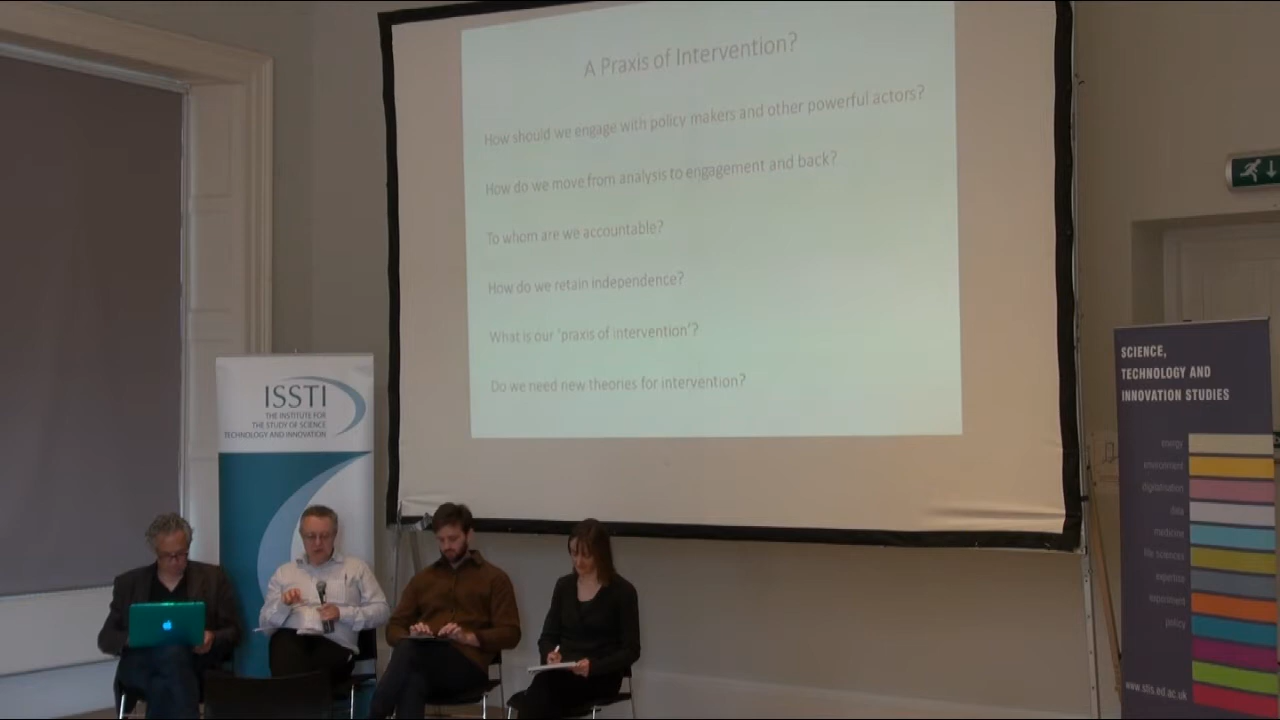 A Praxis of Intervention?
How should we engage with policy makers and other powerful actors?
How do we move from analysis to engagement and back?
To whom are we accountable?
How do we retain independence?
What is our 'praxis of intervention'?
Do we need new theories for intervention?
ISSTI
THE INSTITUTE FOR
THE STUDY OF SCIENCE
TECHNOLOGY AND INNOVATION
SCIENCE,
TECHNOLOGY AND
INNOVATION STUDIES
energy
environment
digitalisation
data
medicine
life sciences
expertise
experiment
policy
www.stis.ed.ac.uk